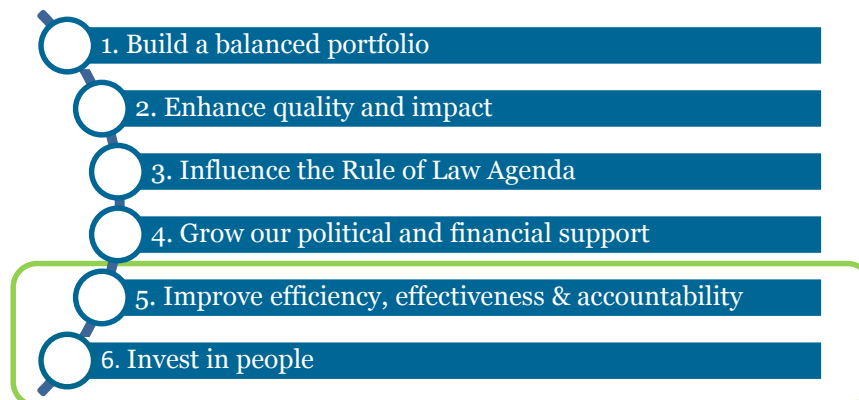 1. Build a balanced portfolio
2. Enhance quality and impact
3. Influence the Rule of Law Agenda
4. Grow our political and financial support
5. Improve efficiency, effectiveness & accountability
6. Invest in people